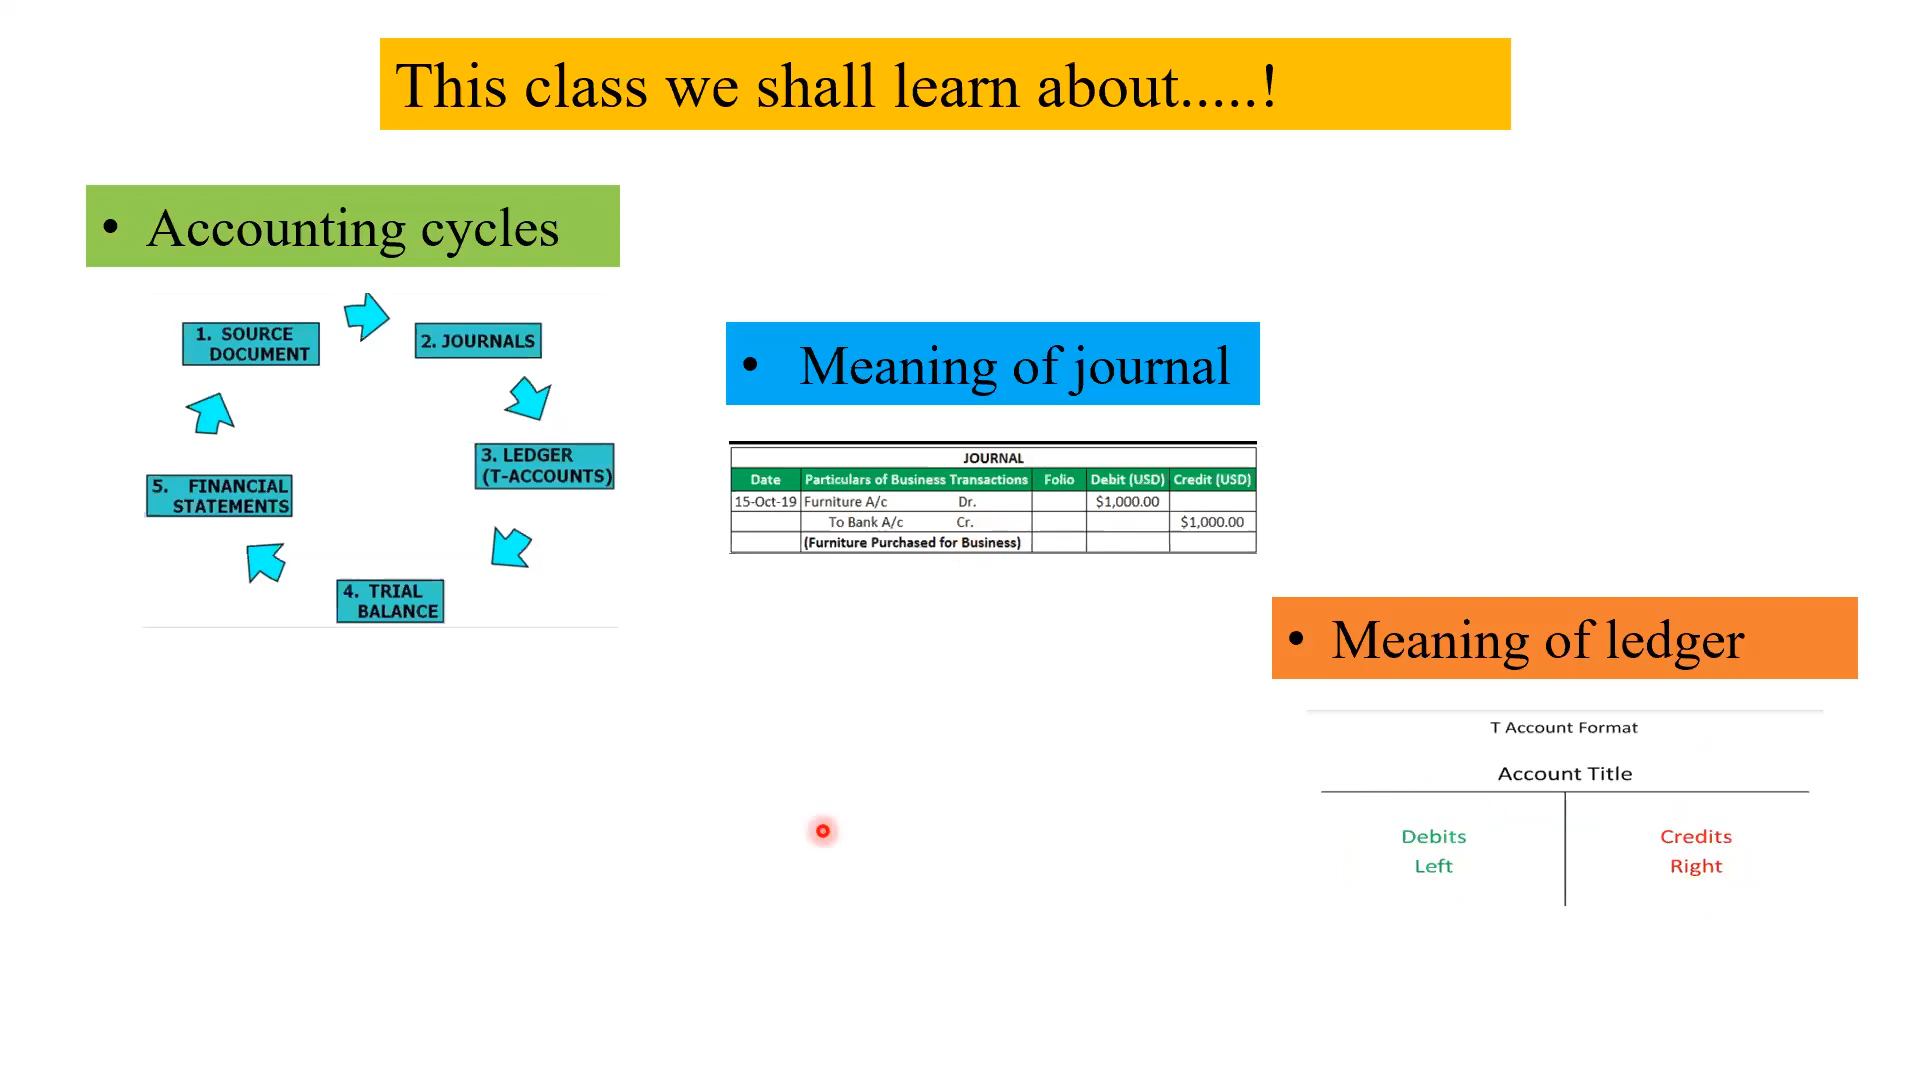 This class we shall learn about.....!
• Accounting cycles
1. SOURCE
DOCUMENT
2. JOURNALS
3. LEDGER
(T-ACCOUNTS)
4. TRIAL
BALANCE
5. FINANCIAL
STATEMENTS
• Meaning of journal
JOURNAL
Date Particulars of Business Transactions Folio Debit (USD) Credit (USD)
15-Oct-19 Furniture A/c Dr. $1,000.00
To Bank A/c Cr. $1,000.00
(Furniture Purchased for Business)
• Meaning of ledger
T Account Format
Account Title
Debits Credits
Left Right